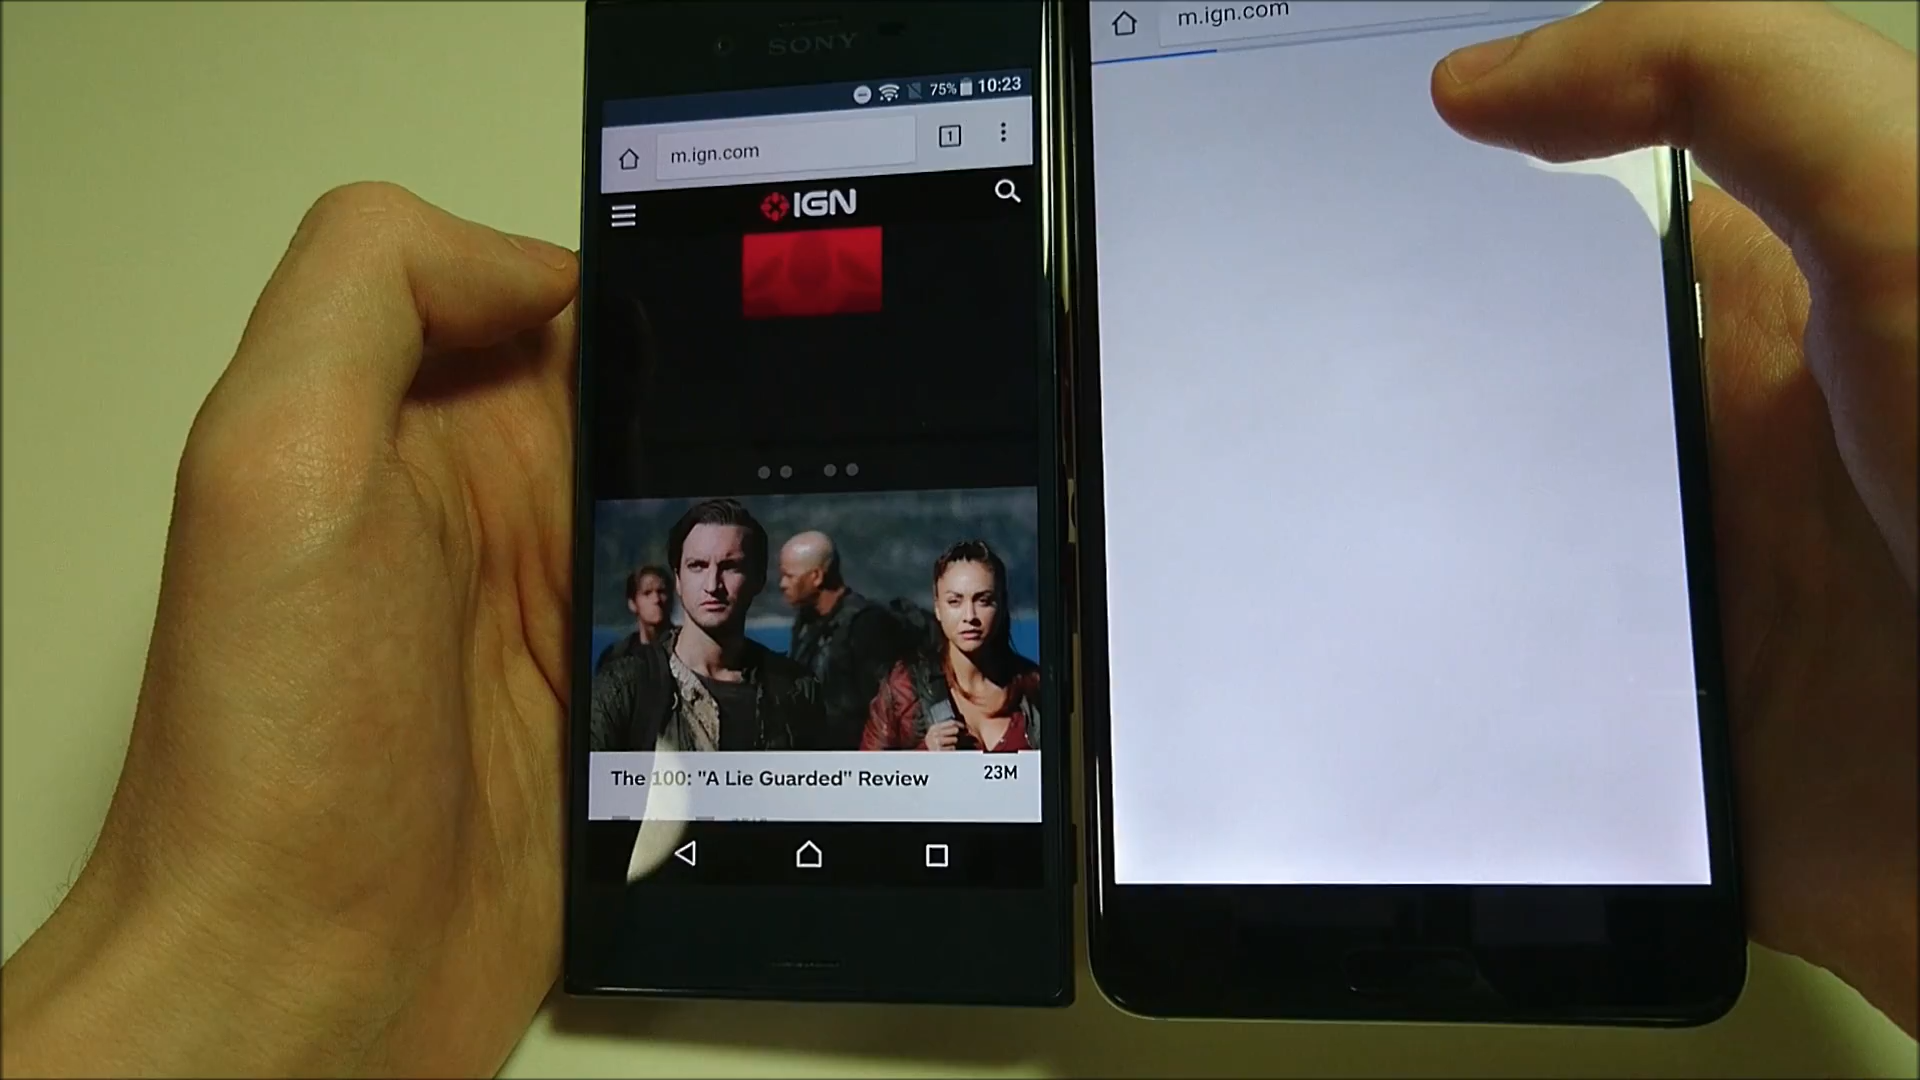 SONY
75% 10:23
1
m.ign.com
IGN
The 100: "A Lie Guarded" Review
23M
m.ign.com